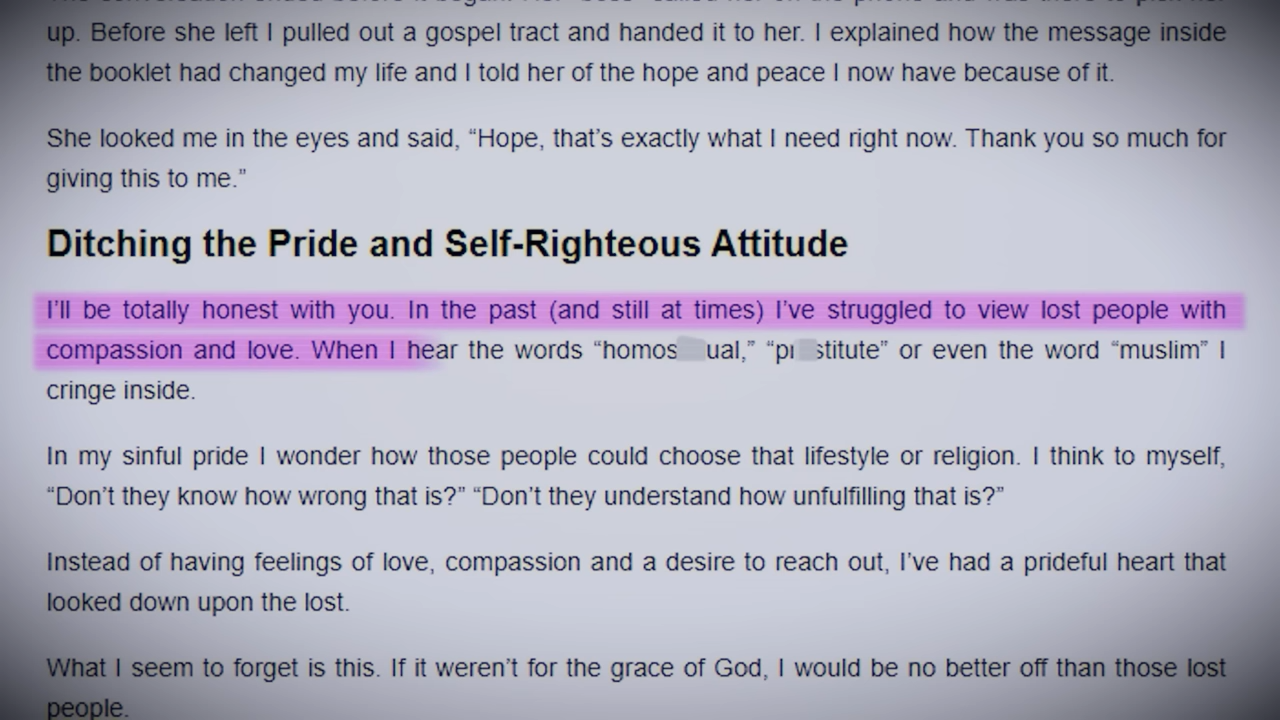 up. Before she left I pulled out a gospel tract and handed it to her. I explained how the message inside
the booklet had changed my life and I told her of the hope and peace I now have because of it.
She looked me in the eyes and said, “Hope, that’s exactly what I need right now. Thank you so much for
giving this to me.”
Ditching the Pride and Self-Righteous Attitude
I’ll be totally honest with you. In the past (and still at times) I’ve struggled to view lost people with
compassion and love. When I hear the words “homos ual,” “pr stitute” or even the word “muslim” I
cringe inside.
In my sinful pride I wonder how those people could choose that lifestyle or religion. I think to myself,
“Don’t they know how wrong that is?” “Don’t they understand how unfulfilling that is?”
Instead of having feelings of love, compassion and a desire to reach out, I’ve had a prideful heart that
looked down upon the lost.
What I seem to forget is this. If it weren’t for the grace of God, I would be no better off than those lost
people.